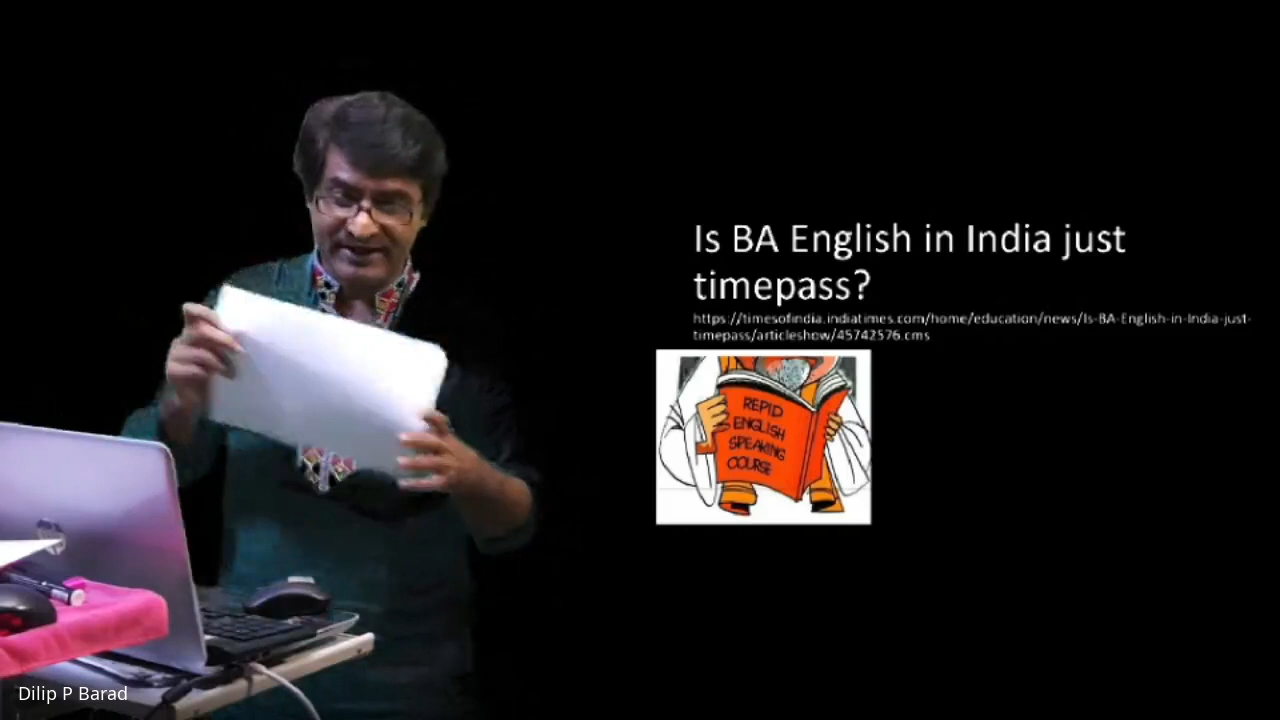 Is BA English in India just
timepass?
https://timesofindia.indiatimes.com/home/education/news/Is-BA-English-in-India-just-
timepass/articleshow/45742576.cms
REPID
ENGLISH
SPEAKING
COURSE
Dilip P Barad